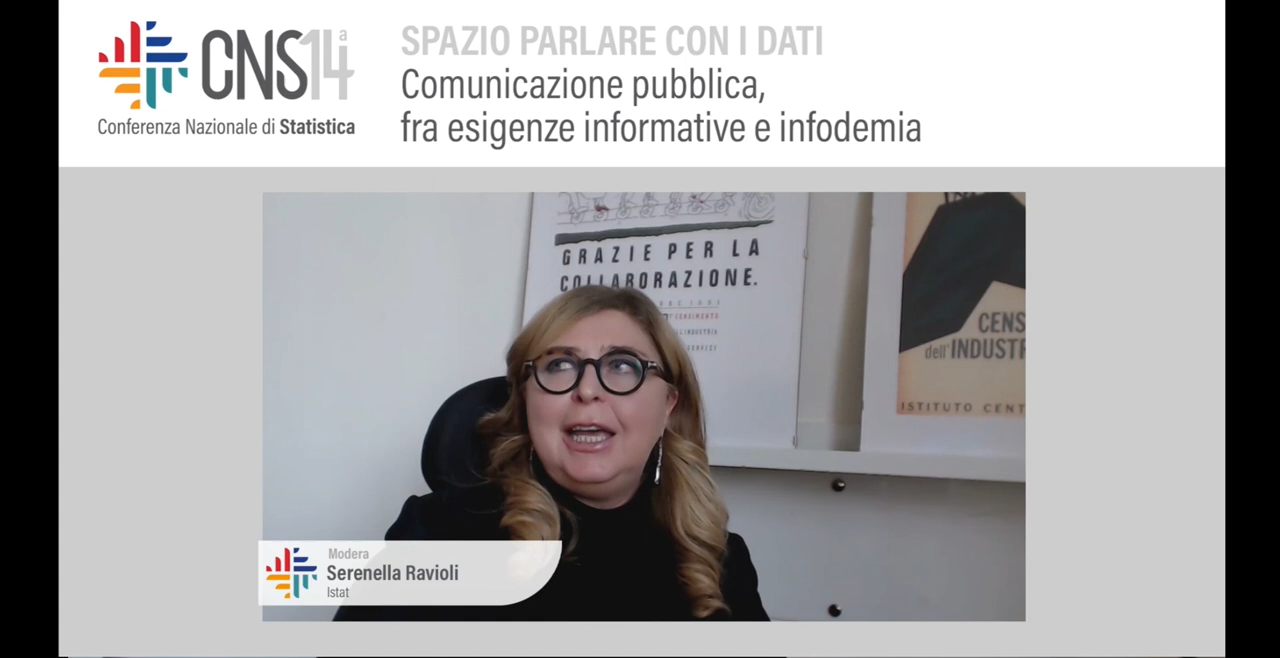 CNS14ª
Conferenza Nazionale di Statistica
SPAZIO PARLARE CON I DATI
Comunicazione pubblica,
fra esigenze informative e infodemia
GRAZIE PER LA
COLLABORAZIONE.
CENS
dell'INDUSTR
ISTITUTO CENT
Modera
Serenella Ravioli
Istat